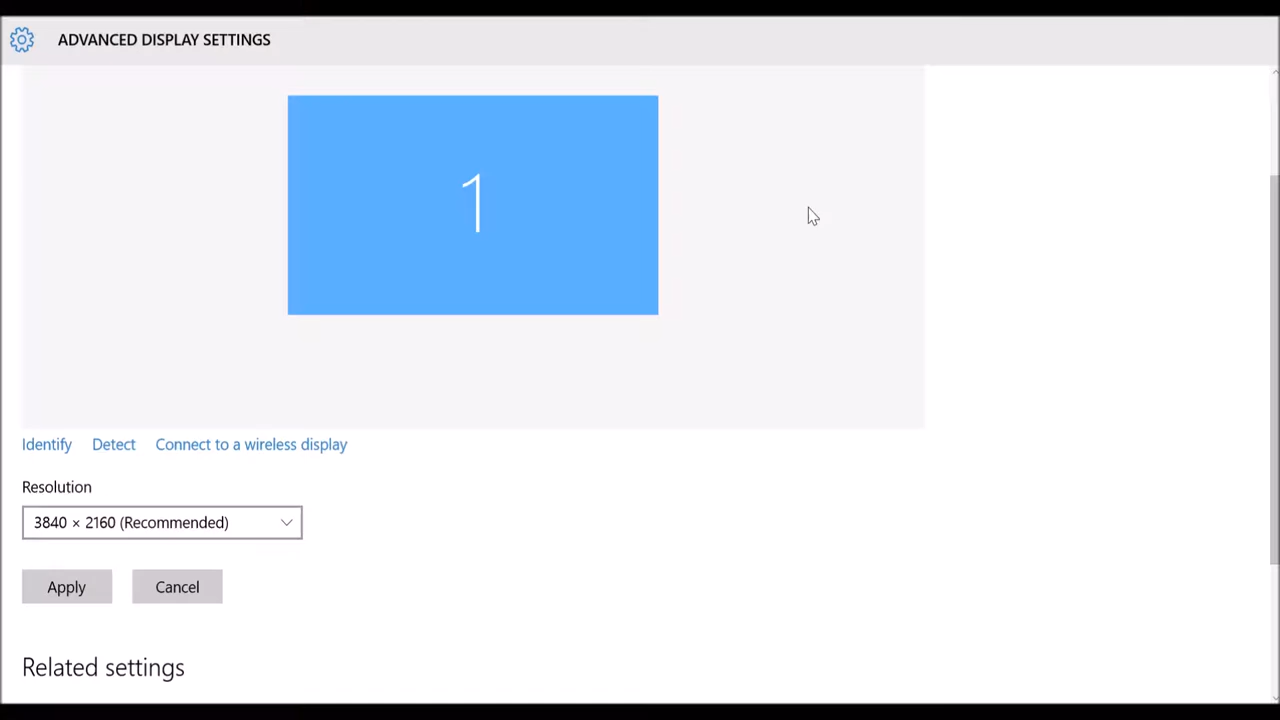 ADVANCED DISPLAY SETTINGS
1
Identify Detect Connect to a wireless display
Resolution
3840 × 2160 (Recommended)
Apply Cancel
Related settings